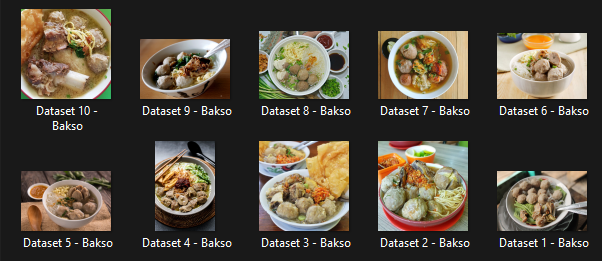 Dataset 10 -
Bakso
Dataset 9 - Bakso
Dataset 8 - Bakso
Dataset 7 - Bakso
Dataset 6 - Bakso
Dataset 5 - Bakso
Dataset 4 - Bakso
Dataset 3 - Bakso
Dataset 2 - Bakso
Dataset 1 - Bakso